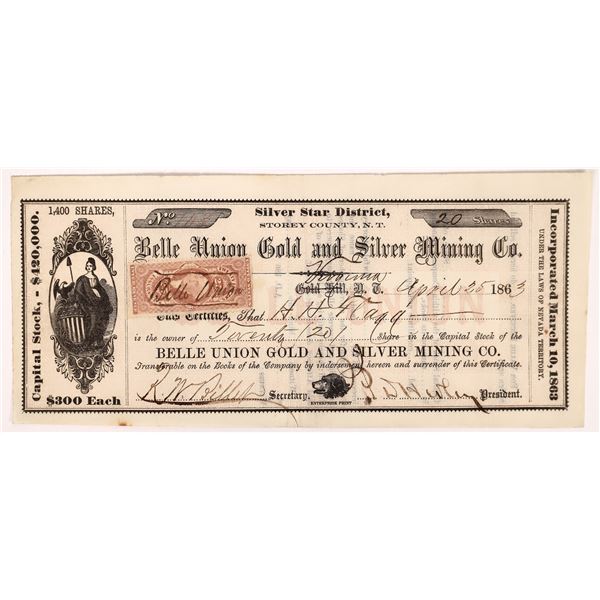 1,400 SHARES,
Capital Stock, - $420,000.
$300 Each
No
Silver Star District,
STOREY COUNTY, N.T.
20 Shares
Belle Union Gold and Silver Mining Co.
Virginia
Gold Hill, N. T. April 25 1863
Belle Union
This Certifies, That
is the owner of Twenty (20) Share in the Capital Stock of the
BELLE UNION GOLD AND SILVER MINING CO.
Transferable on the Books of the Company by indorsement hereon and surrender of this Certificate.
Secretary.
President.
ENTERPRISE PRINT
Incorporated March 10, 1863
UNDER THE LAWS OF NEVADA TERRITORY.